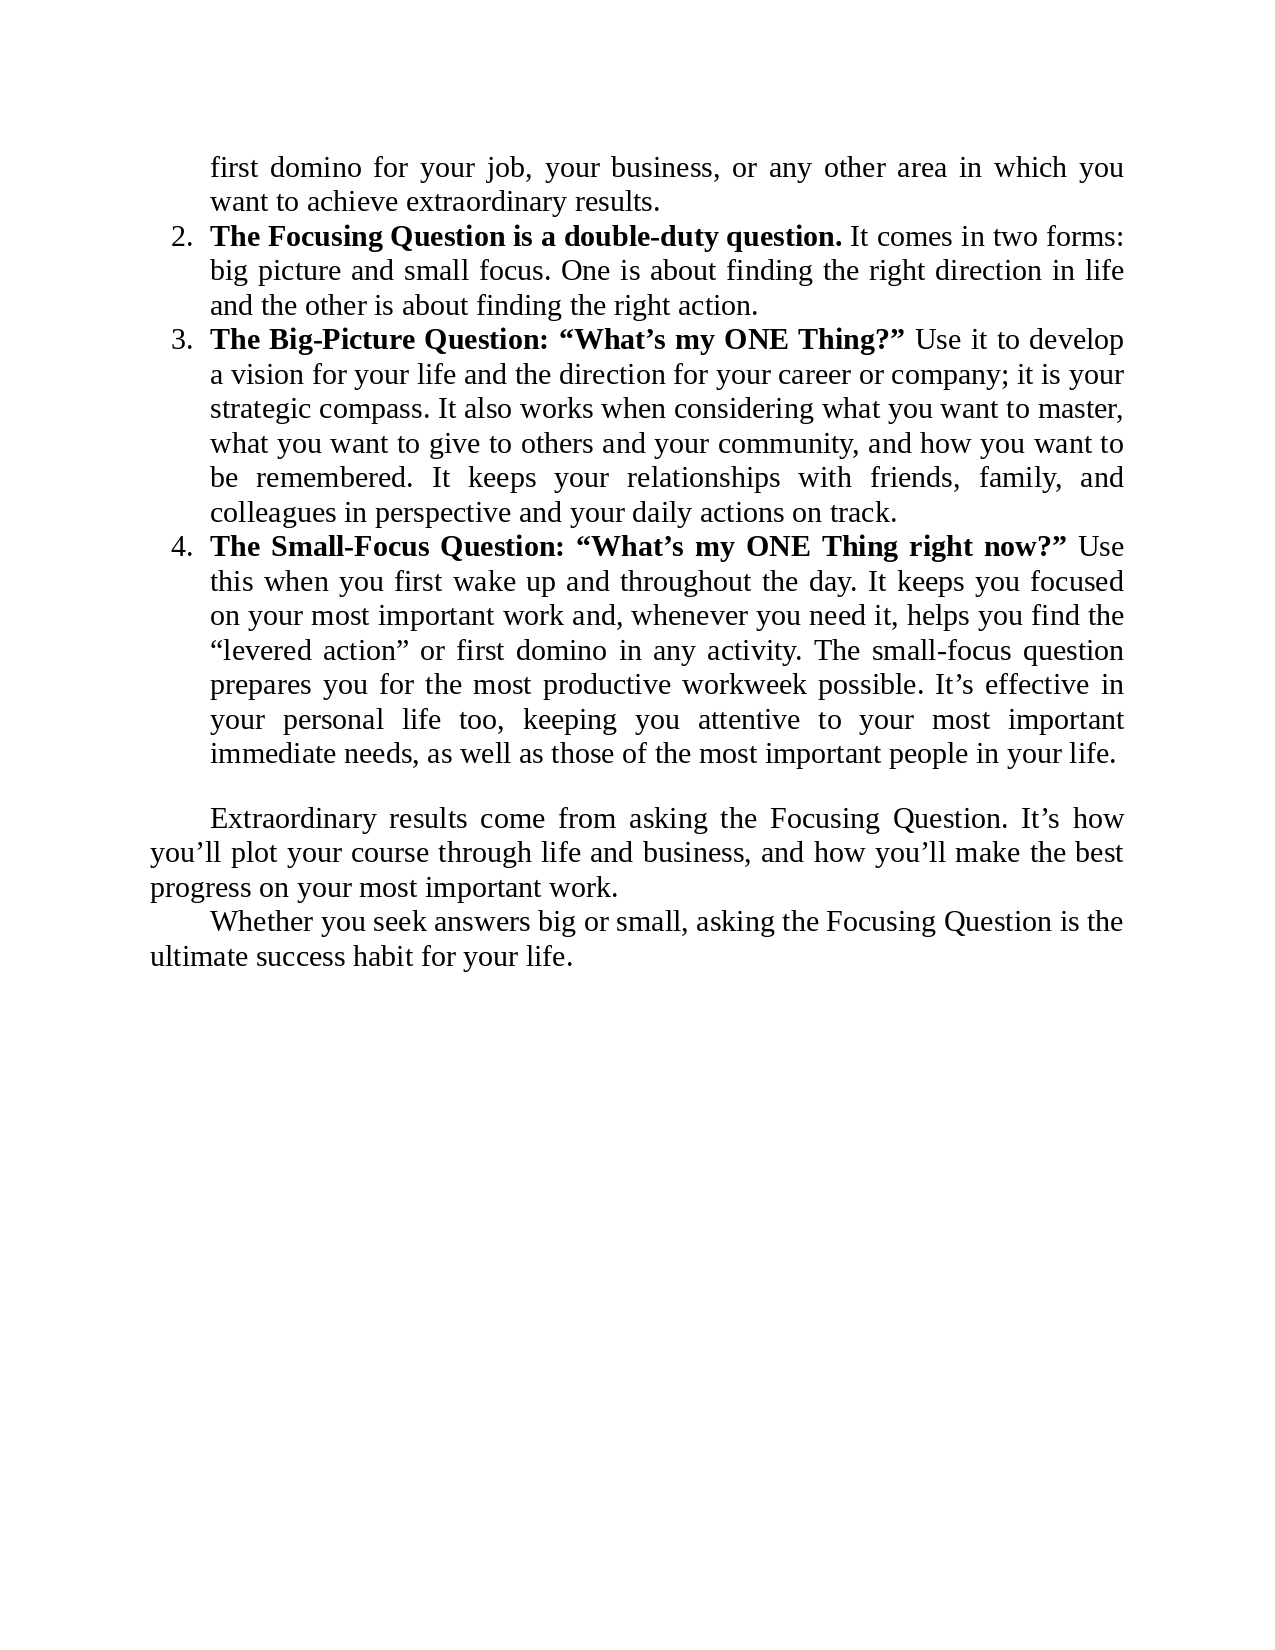 first domino for your job, your business, or any other area in which you
want to achieve extraordinary results.
2. The Focusing Question is a double-duty question. It comes in two forms:
big picture and small focus. One is about finding the right direction in life
and the other is about finding the right action.
3. The Big-Picture Question: “What’s my ONE Thing?” Use it to develop
a vision for your life and the direction for your career or company; it is your
strategic compass. It also works when considering what you want to master,
what you want to give to others and your community, and how you want to
be remembered. It keeps your relationships with friends, family, and
colleagues in perspective and your daily actions on track.
4. The Small-Focus Question: “What’s my ONE Thing right now?” Use
this when you first wake up and throughout the day. It keeps you focused
on your most important work and, whenever you need it, helps you find the
“levered action” or first domino in any activity. The small-focus question
prepares you for the most productive workweek possible. It’s effective in
your personal life too, keeping you attentive to your most important
immediate needs, as well as those of the most important people in your life.
Extraordinary results come from asking the Focusing Question. It’s how
you’ll plot your course through life and business, and how you’ll make the best
progress on your most important work.
Whether you seek answers big or small, asking the Focusing Question is the
ultimate success habit for your life.